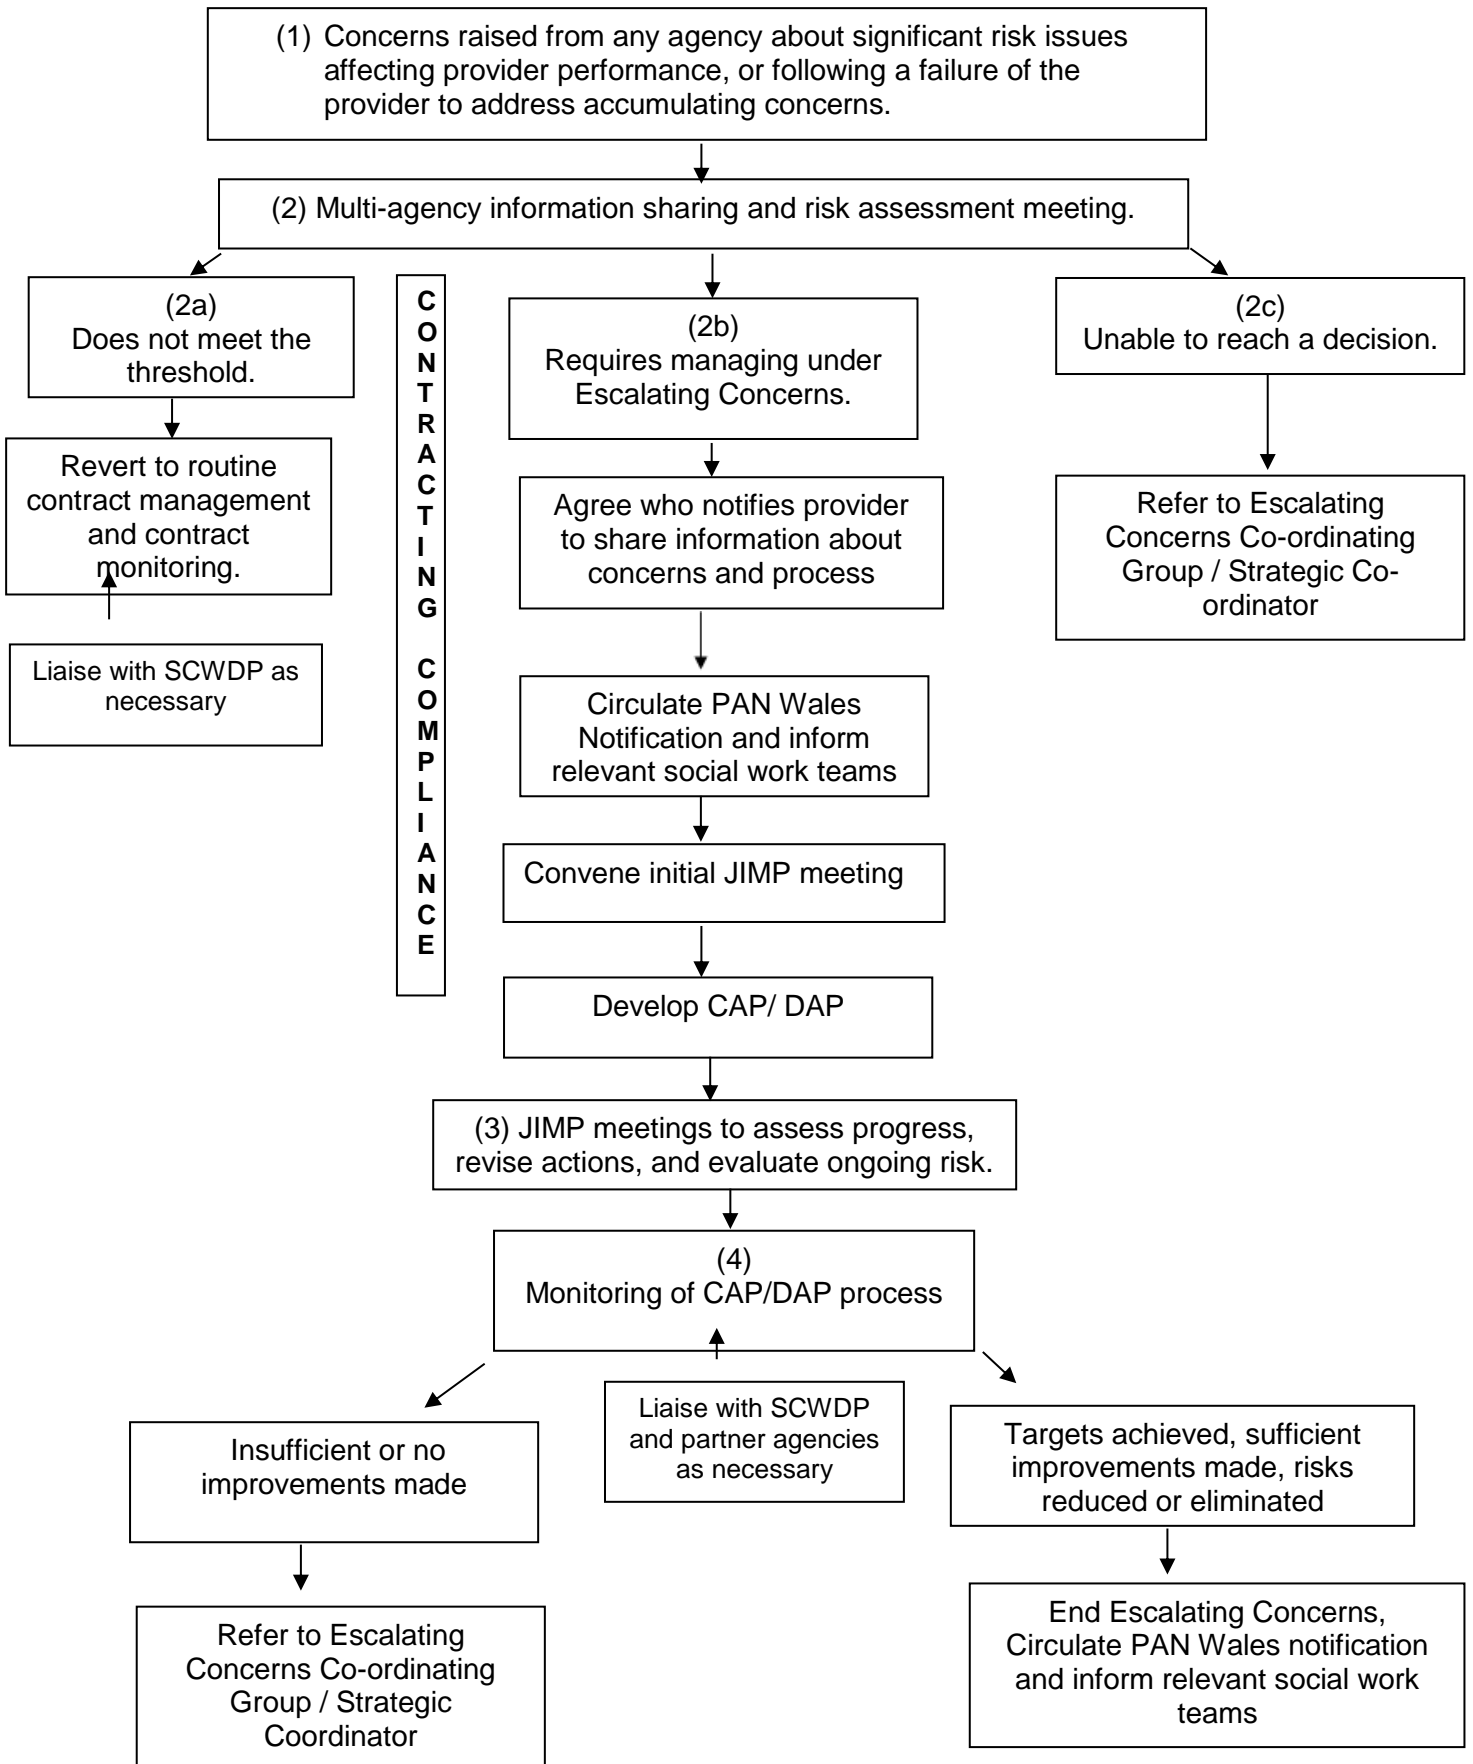 (1) Concerns raised from any agency about significant risk issues
affecting provider performance, or following a failure of the
provider to address accumulating concerns.
(2) Multi-agency information sharing and risk assessment meeting.
(2a)
Does not meet the
threshold.
Revert to routine
contract management
and contract
monitoring.
Liaise with SCWDP as
necessary
C
O
N
T
R
A
C
T
I
N
G
C
O
M
P
L
I
A
N
C
E
(2b)
Requires managing under
Escalating Concerns.
Agree who notifies provider
to share information about
concerns and process
Circulate PAN Wales
Notification and inform
relevant social work teams
Convene initial JIMP meeting
Develop CAP/ DAP
(2c)
Unable to reach a decision.
Refer to Escalating
Concerns Co-ordinating
Group / Strategic Co-
ordinator
(3) JIMP meetings to assess progress,
revise actions, and evaluate ongoing risk.
(4)
Monitoring of CAP/DAP process
Insufficient or no
improvements made
Refer to Escalating
Concerns Co-ordinating
Group / Strategic
Coordinator
Liaise with SCWDP
and partner agencies
as necessary
Targets achieved, sufficient
improvements made, risks
reduced or eliminated
End Escalating Concerns,
Circulate PAN Wales notification
and inform relevant social work
teams